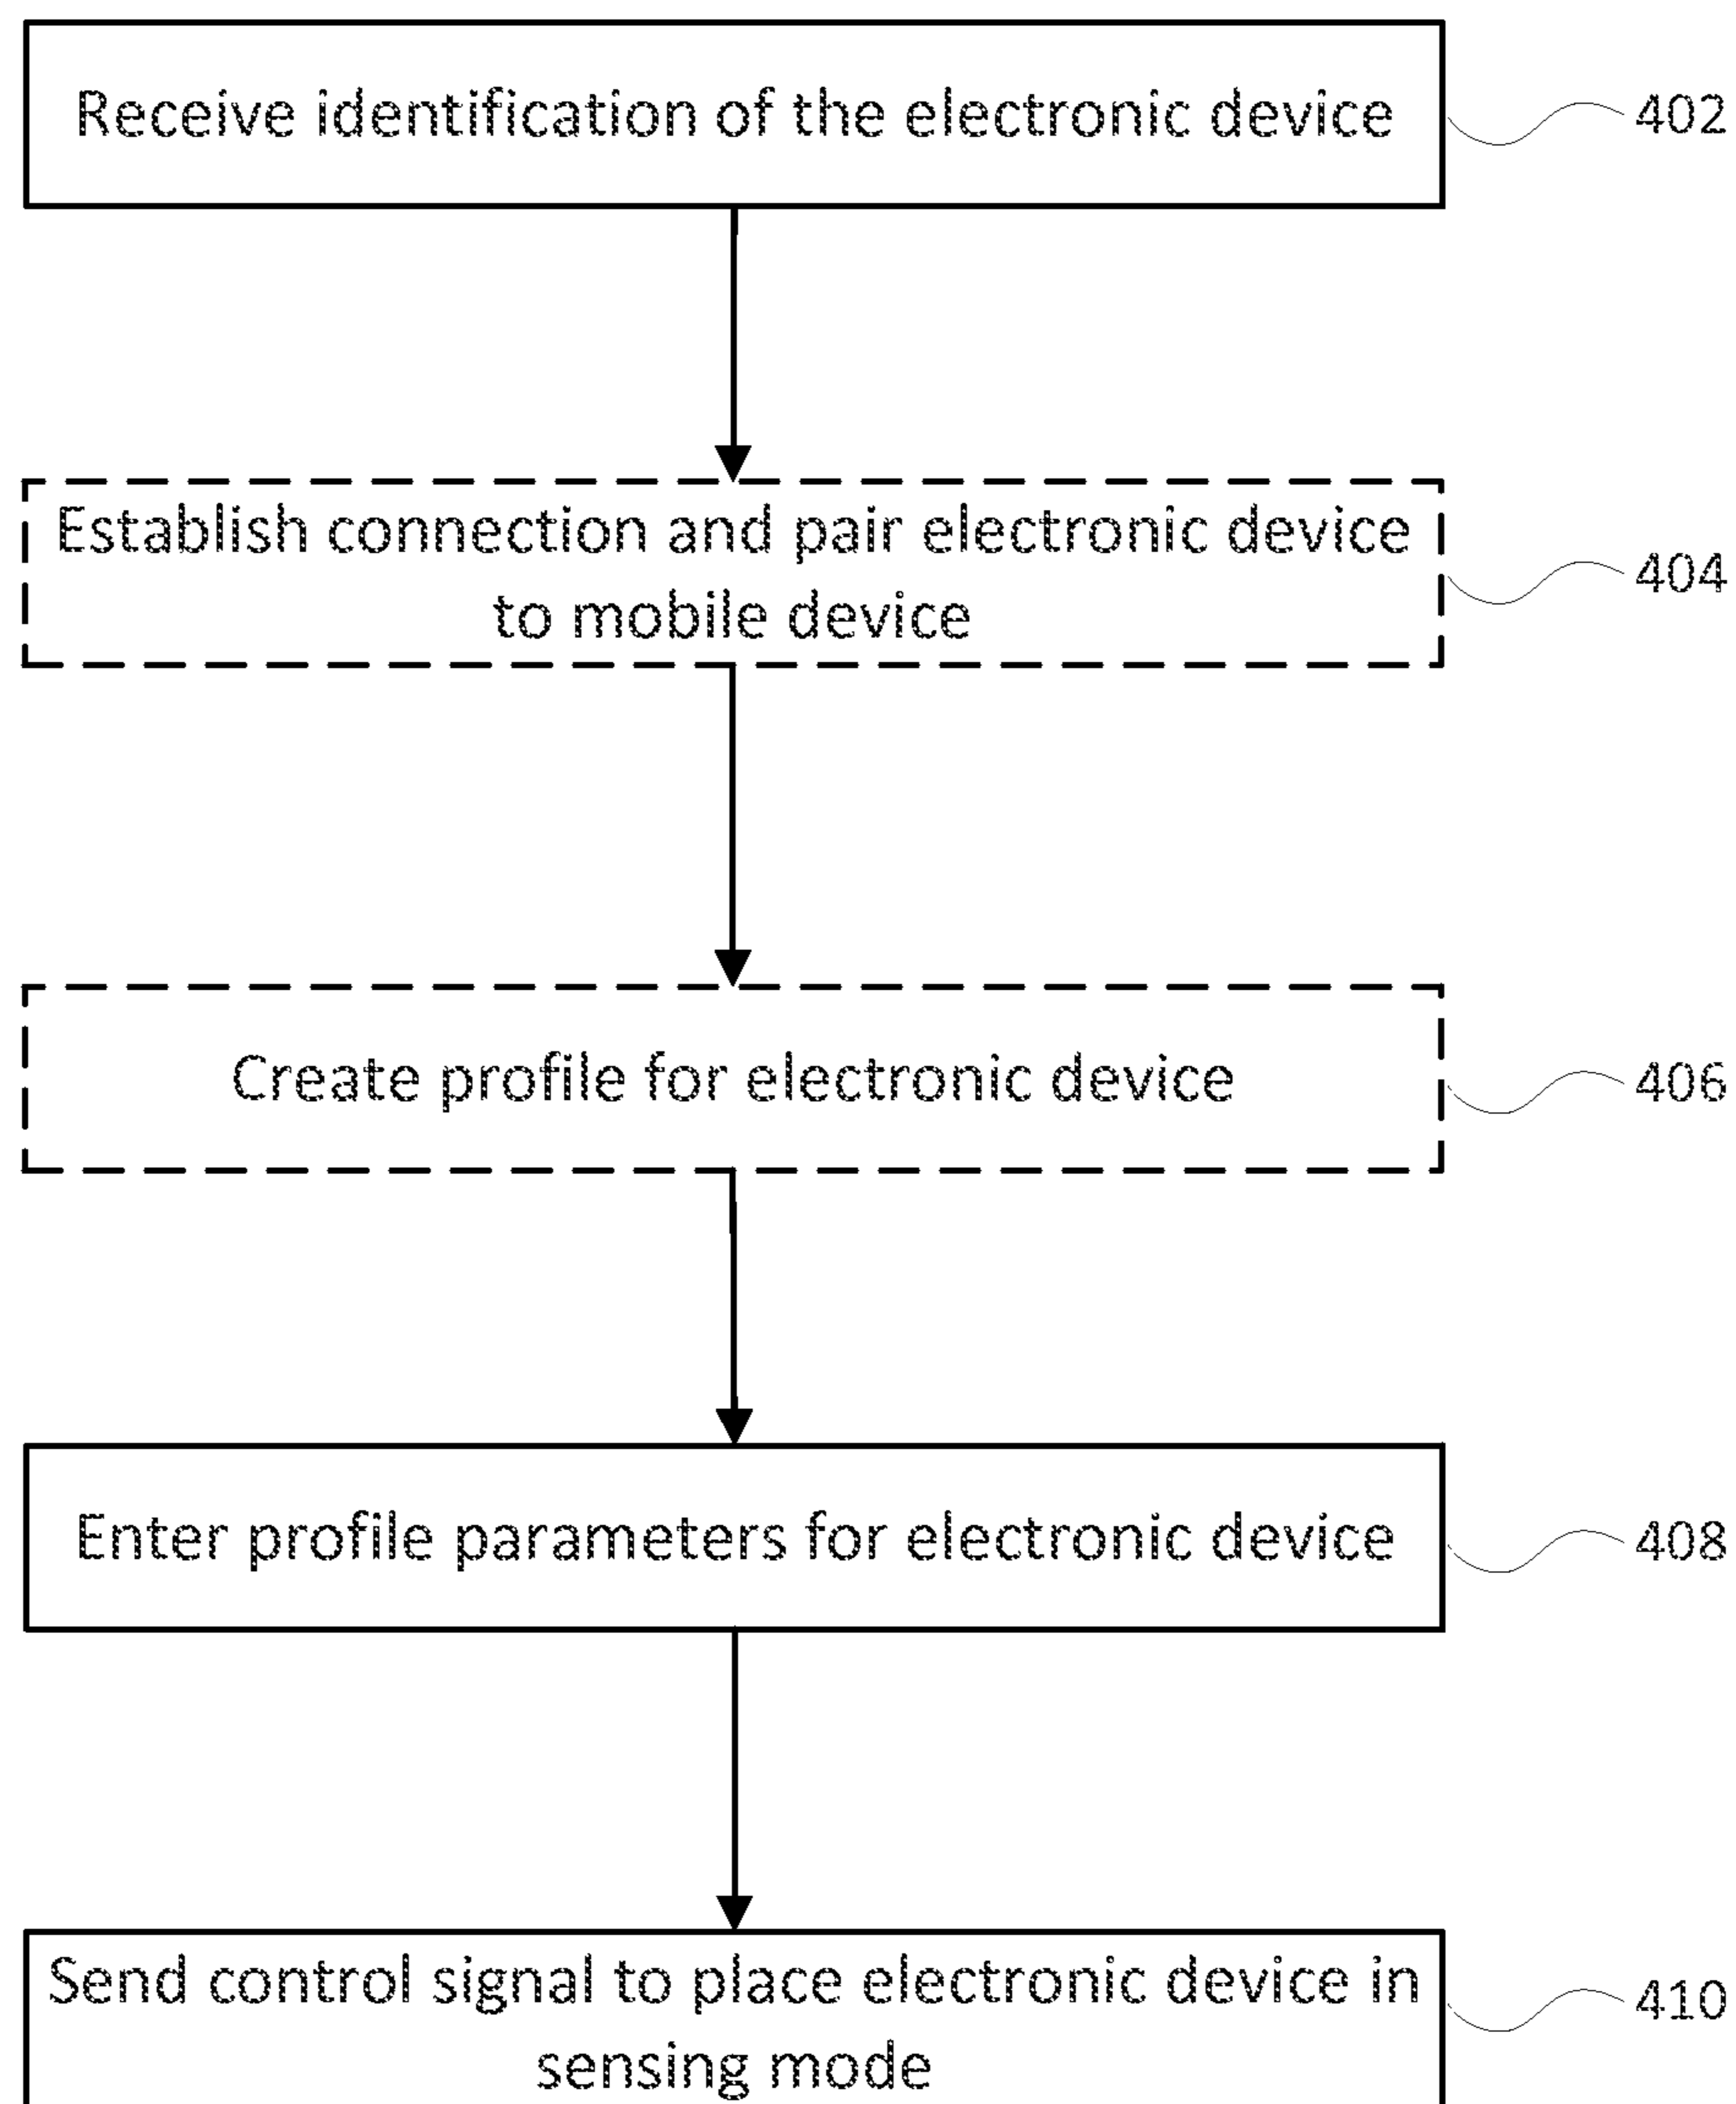 Receive identification of the electronic device
402
Establish connection and pair electronic device
to mobile device
404
Create profile for electronic device
406
Enter profile parameters for electronic device
408
Send control signal to place electronic device in
sensing mode
410